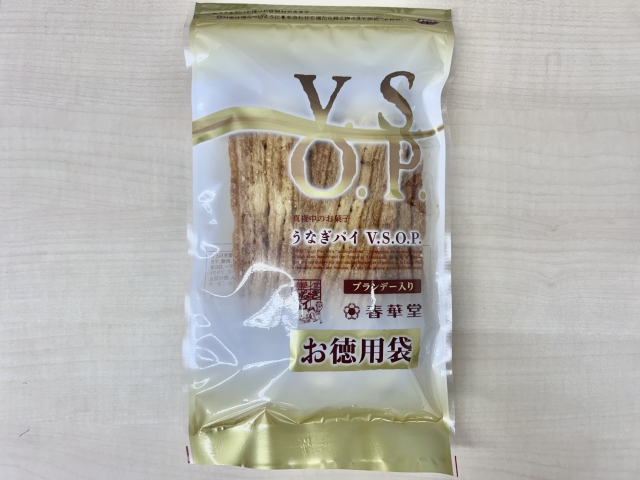 V.S.
O.P.
真夜中のお菓子
うなぎパイ V.S.O.P.
ブランデー入り
春華堂
お徳用袋